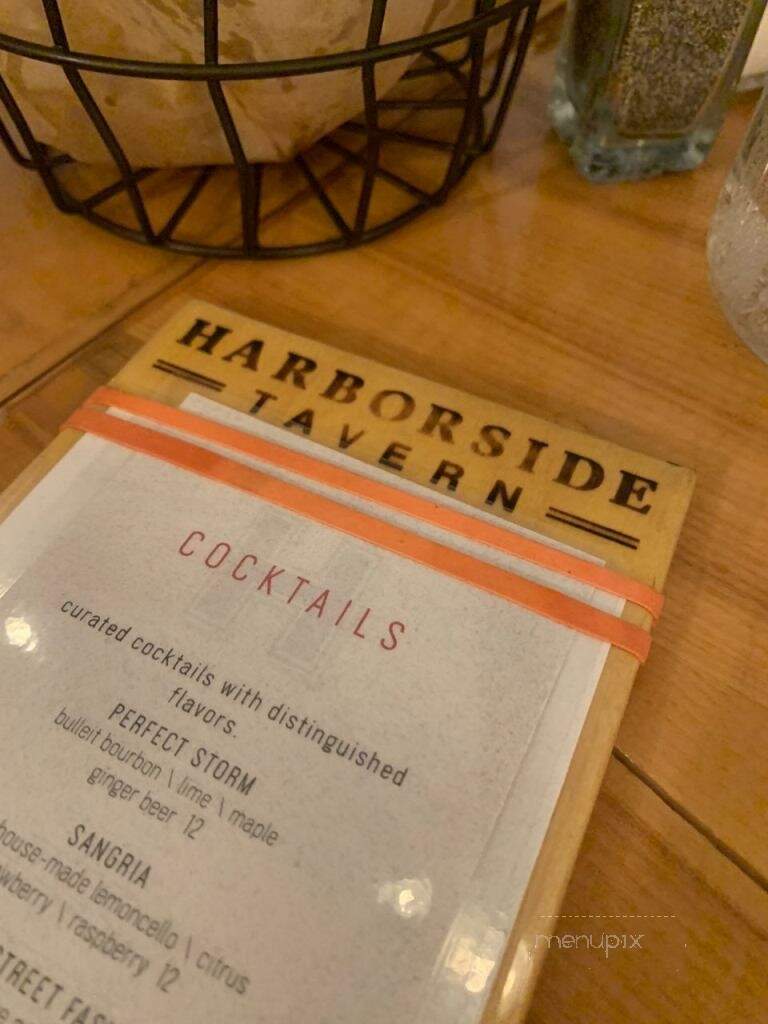 HARBORSIDE
TAVERN
COCKTAILS
curated cocktails with distinguished
flavors.
PERFECT STORM
bulleit bourbon \ lime \ maple
ginger beer 12
SANGRIA
house-made lemoncello \ citrus
\ raspberry 12
menupix